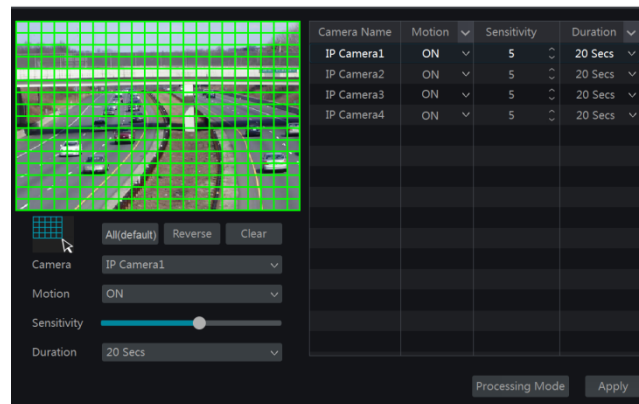 Camera Name Motion Sensitivity Duration
IP Camera1 ON 5 20 Secs
IP Camera2 ON 5 20 Secs
IP Camera3 ON 5 20 Secs
IP Camera4 ON 5 20 Secs
All(default) Reverse Clear
Camera IP Camera1
Motion ON
Sensitivity
Duration 20 Secs
Processing Mode Apply